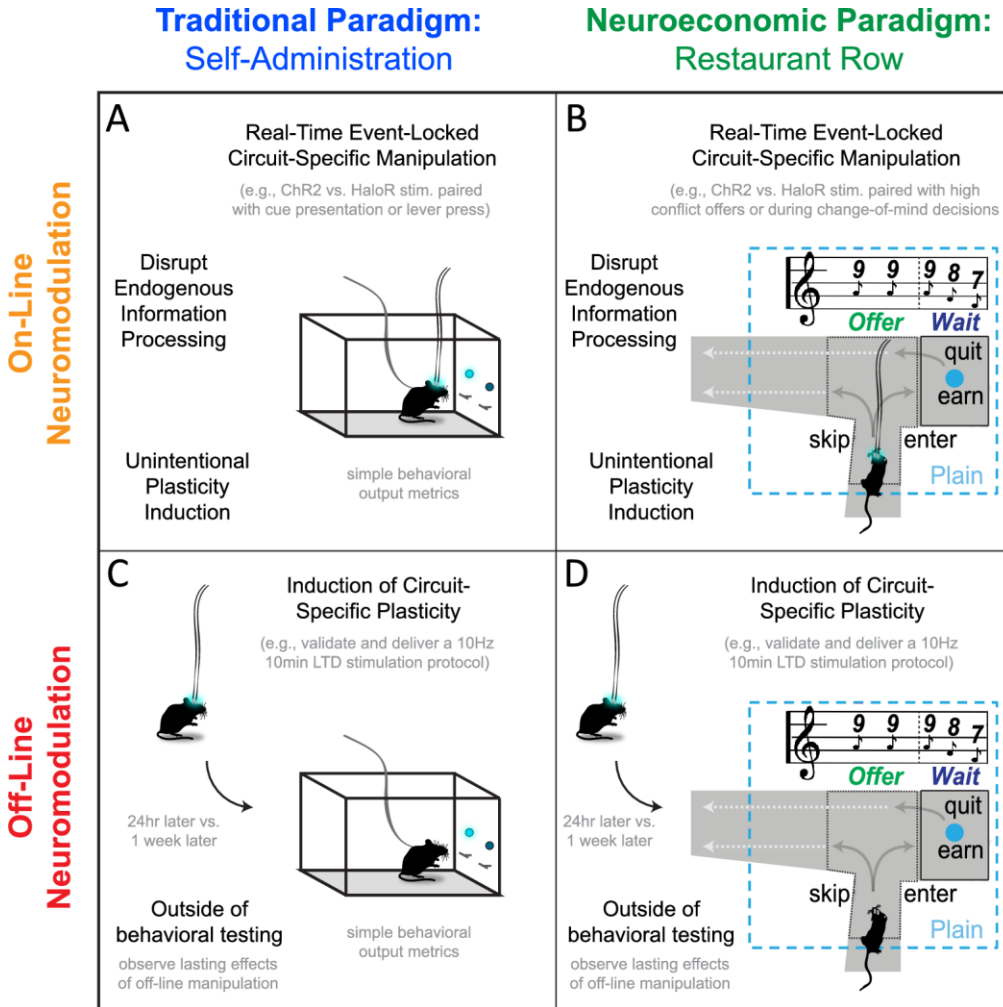 Traditional Paradigm:
Self-Administration
Neuroeconomic Paradigm:
Restaurant Row
On-Line
Neuromodulation
A
Real-Time Event-Locked
Circuit-Specific Manipulation
(e.g., ChR2 vs. HaloR stim. paired
with cue presentation or lever press)
Disrupt
Endogenous
Information
Processing
Unintentional
Plasticity
Induction
simple behavioral
output metrics
B
Real-Time Event-Locked
Circuit-Specific Manipulation
(e.g., ChR2 vs. HaloR stim. paired with high
conflict offers or during change-of-mind decisions
Disrupt
Endogenous
Information
Processing
9 9 9 8 7
Offer Wait
quit
earn
skip enter
Unintentional
Plasticity
Induction
Plain
Off-Line
Neuromodulation
C
Induction of Circuit-
Specific Plasticity
(e.g., validate and deliver a 10Hz
10min LTD stimulation protocol)
24hr later vs.
1 week later
Outside of
behavioral testing
observe lasting effects
of off-line manipulation
simple behavioral
output metrics
D
Induction of Circuit-
Specific Plasticity
(e.g., validate and deliver a 10Hz
10min LTD stimulation protocol)
9 9 9 8 7
Offer Wait
quit
earn
24hr later vs.
1 week later
skip enter
Outside of
behavioral testing
Plain
observe lasting effects
of off-line manipulation